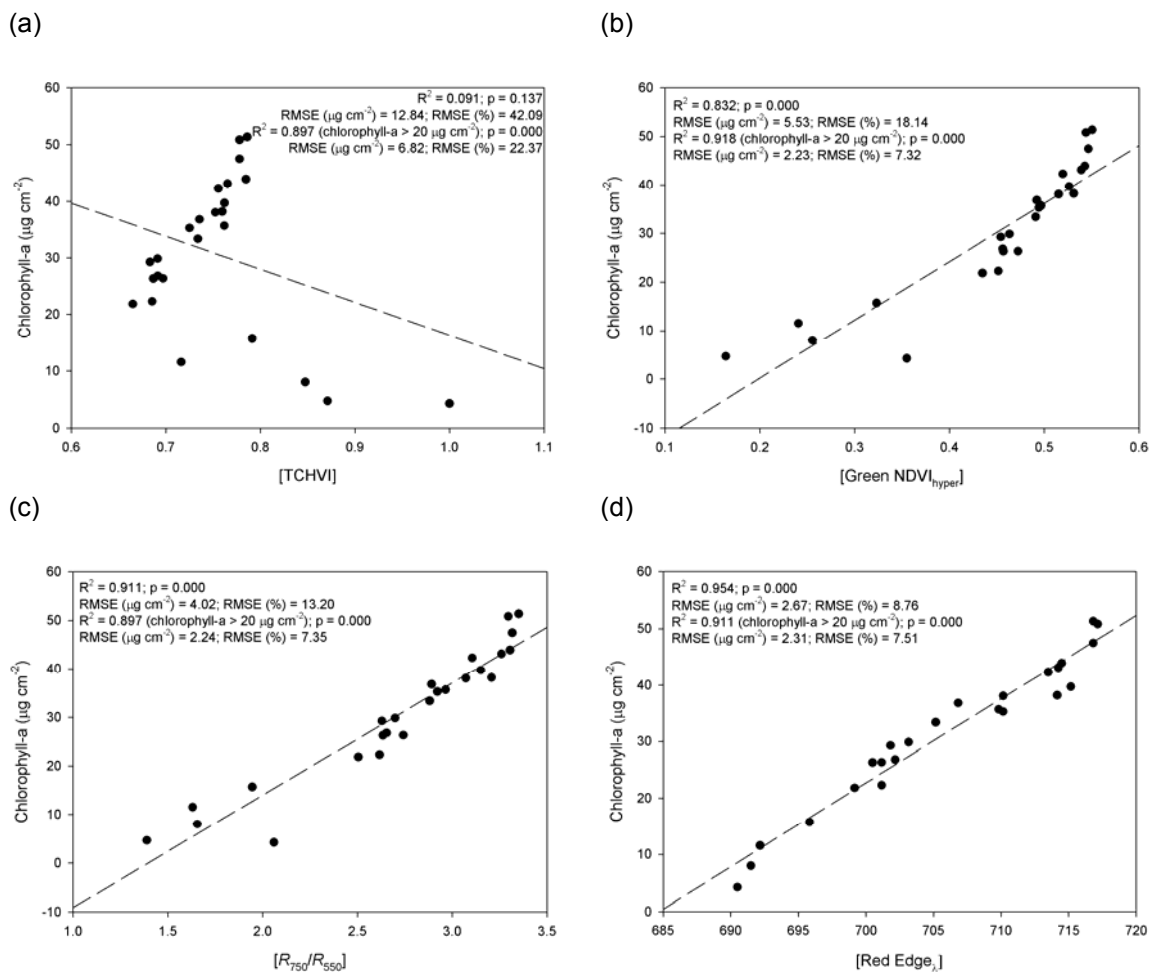 (a)
R² = 0.091; p = 0.137
RMSE (μg cm⁻²) = 12.84; RMSE (%) = 42.09
R² = 0.897 (chlorophyll-a > 20 μg cm⁻²); p = 0.000
RMSE (μg cm⁻²) = 6.82; RMSE (%) = 22.37
60
50
40
30
20
10
0
Chlorophyll-a (μg cm⁻²)
0.6 0.7 0.8 0.9 1.0 1.1
[TCHVI]
(b)
R² = 0.832; p = 0.000
RMSE (μg cm⁻²) = 5.53; RMSE (%) = 18.14
R² = 0.918 (chlorophyll-a > 20 μg cm⁻²); p = 0.000
RMSE (μg cm⁻²) = 2.23; RMSE (%) = 7.32
60
50
40
30
20
10
0
-10
Chlorophyll-a (μg cm⁻²)
0.1 0.2 0.3 0.4 0.5 0.6
[Green NDVIhyper]
(c)
R² = 0.911; p = 0.000
RMSE (μg cm⁻²) = 4.02; RMSE (%) = 13.20
R² = 0.897 (chlorophyll-a > 20 μg cm⁻²); p = 0.000
RMSE (μg cm⁻²) = 2.24; RMSE (%) = 7.35
60
50
40
30
20
10
0
-10
Chlorophyll-a (μg cm⁻²)
1.0 1.5 2.0 2.5 3.0 3.5
[R₇₅₀/R₅₅₀]
(d)
R² = 0.954; p = 0.000
RMSE (μg cm⁻²) = 2.67; RMSE (%) = 8.76
R² = 0.911 (chlorophyll-a > 20 μg cm⁻²); p = 0.000
RMSE (μg cm⁻²) = 2.31; RMSE (%) = 7.51
60
50
40
30
20
10
0
Chlorophyll-a (μg cm⁻²)
685 690 695 700 705 710 715 720
[Red Edgeλ]